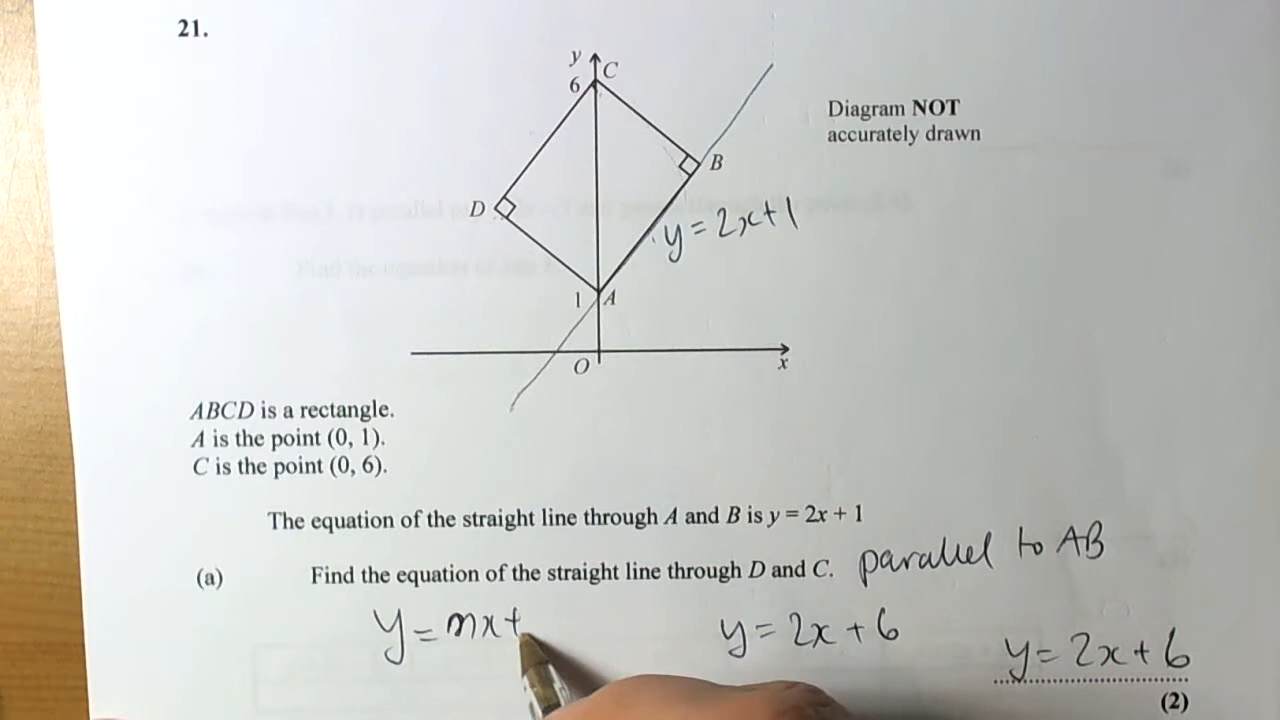 21.
y
6 C
Diagram NOT
accurately drawn
B
D
y = 2x+1
1 A
O
x
ABCD is a rectangle.
A is the point (0, 1).
C is the point (0, 6).
The equation of the straight line through A and B is y = 2x + 1
(a) Find the equation of the straight line through D and C. parallel to AB
y = mx+ y = 2x + 6
y = 2x + 6
(2)